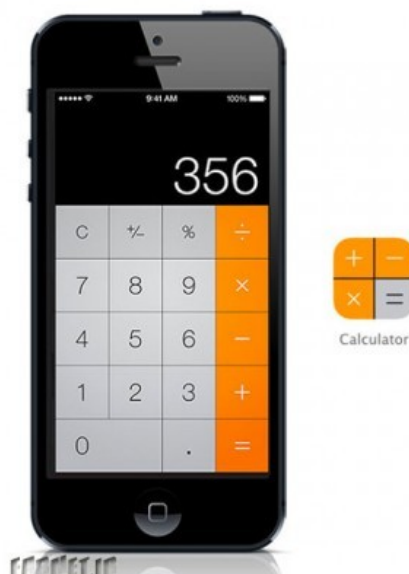 9:41 AM 100%
356
C +/- % ÷
7 8 9 ×
4 5 6 −
1 2 3 +
0 . =
+ −
× =
Calculator